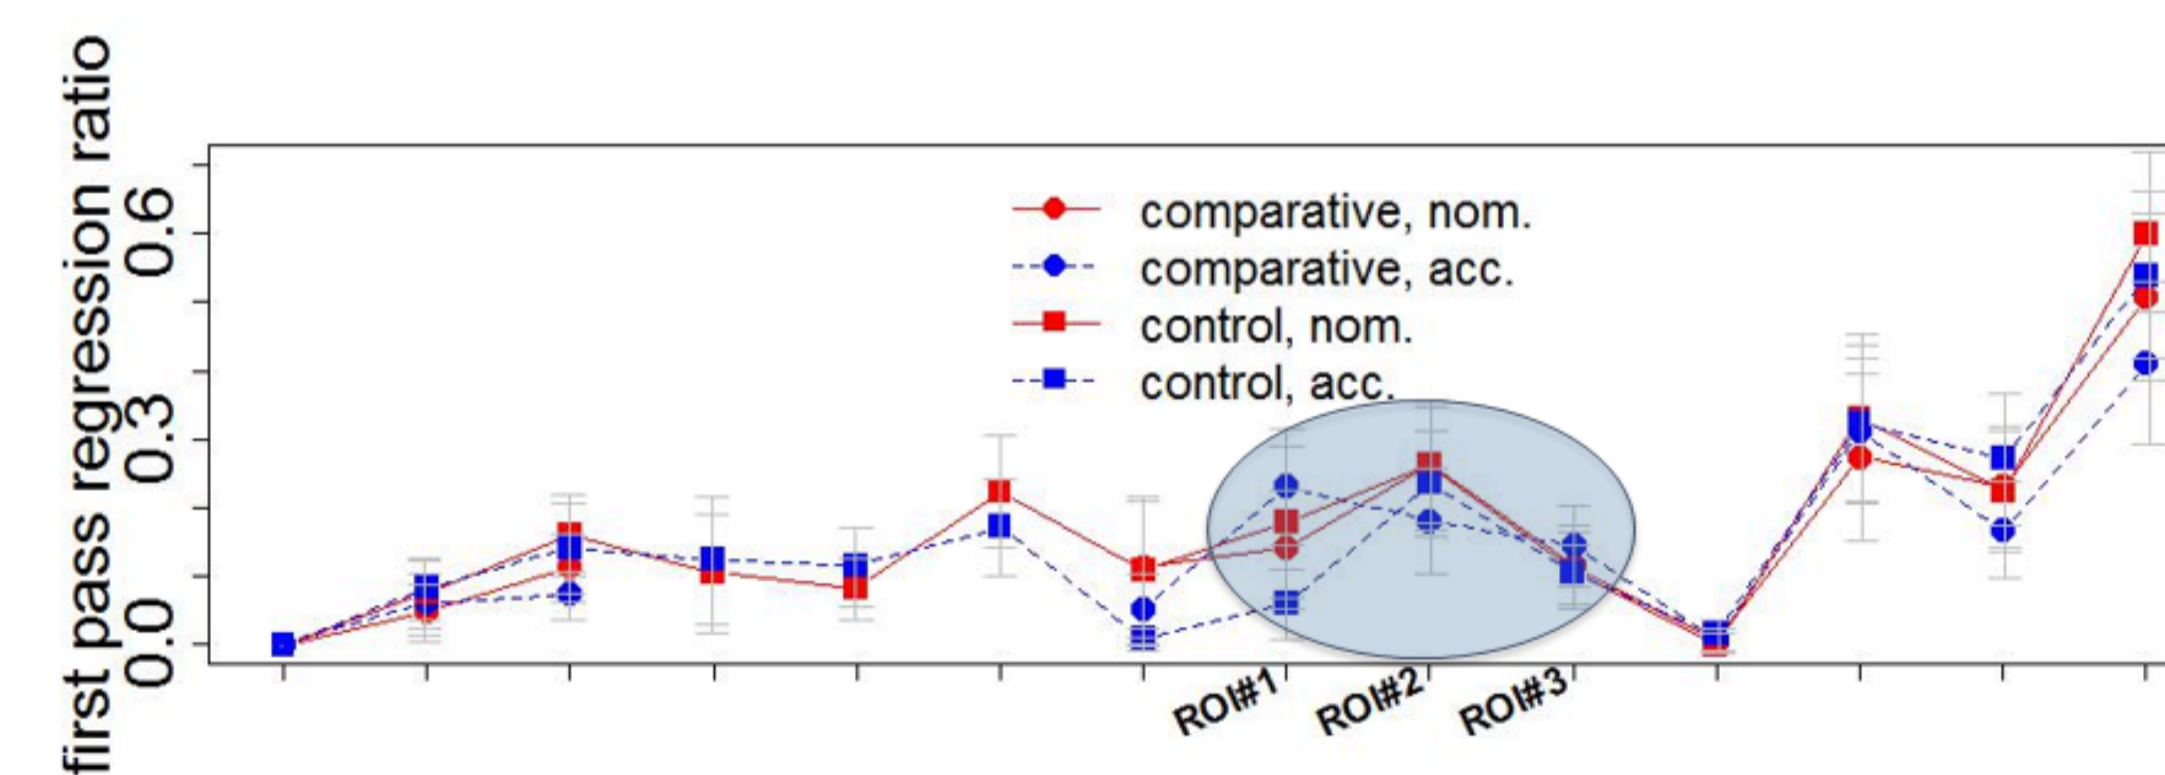 first pass regression ratio
0.6
0.3
0.0
comparative, nom.
comparative, acc.
control, nom.
control, acc.
ROI#1
ROI#2
ROI#3